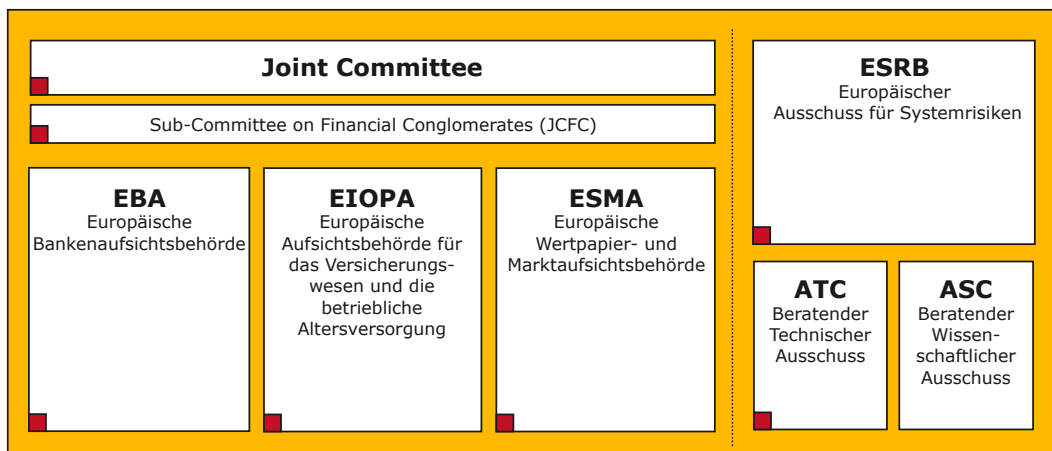 Joint Committee
Sub-Committee on Financial Conglomerates (JCFC)
EBA
Europäische
Bankenaufsichtsbehörde
EIOPA
Europäische
Aufsichtsbehörde für
das Versicherungs-
wesen und die
betriebliche
Altersversorgung
ESMA
Europäische
Wertpapier- und
Marktaufsichtsbehörde
ESRB
Europäischer
Ausschuss für Systemrisiken
ATC
Beratender
Technischer
Ausschuss
ASC
Beratender
Wissen-
schaftlicher
Ausschuss